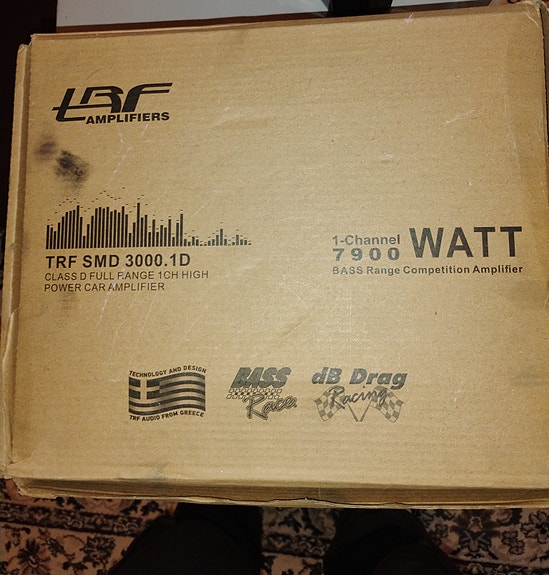 TRF
AMPLIFIERS
TRF SMD 3000.1D
CLASS D FULL RANGE 1CH HIGH
POWER CAR AMPLIFIER
1-Channel
7900 WATT
BASS Range Competition Amplifier
TECHNOLOGY AND DESIGN
TRF AUDIO FROM GREECE
BASS
Race
dB Drag
Racing